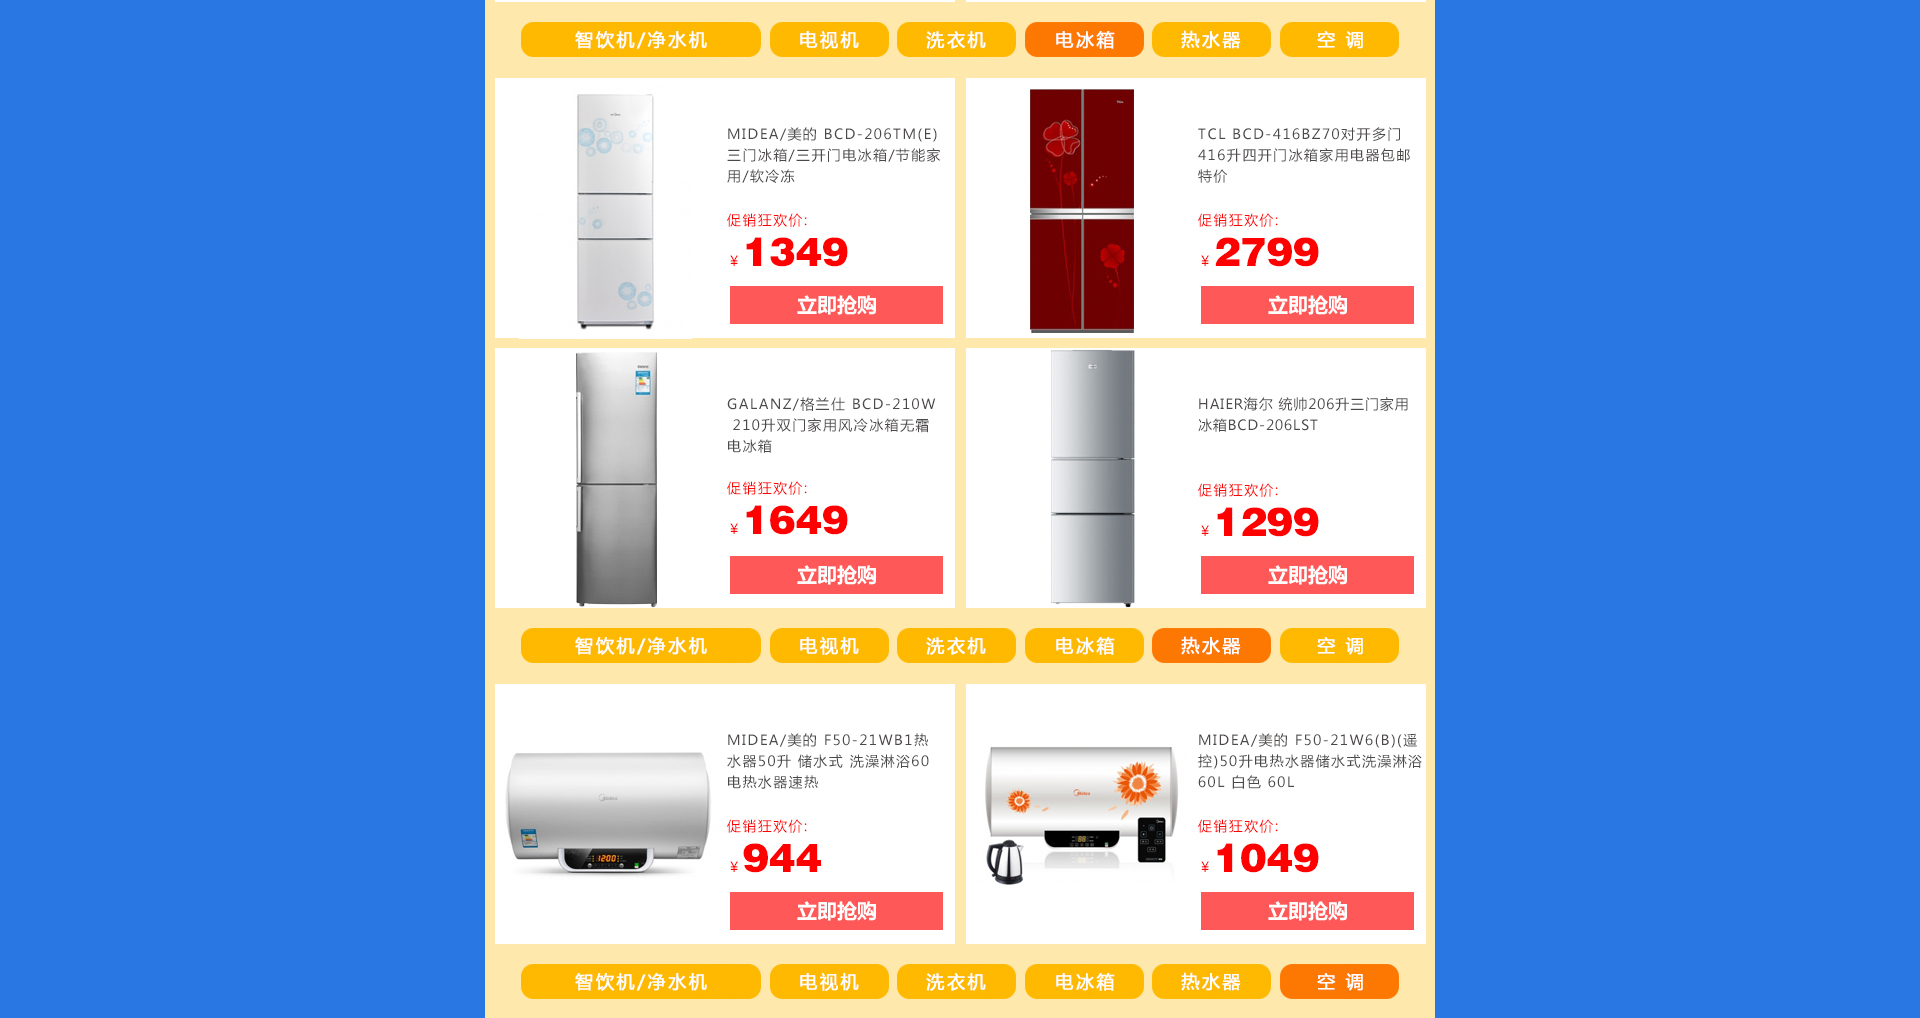 智饮机/净水机 电视机 洗衣机 电冰箱 热水器 空 调
MIDEA/美的 BCD-206TM(E)
三门冰箱/三开门电冰箱/节能家
用/软冷冻
促销狂欢价:
¥ 1349
立即抢购
TCL BCD-416BZ70对开多门
416升四开门冰箱家用电器包邮
特价
促销狂欢价:
¥ 2799
立即抢购
GALANZ/格兰仕 BCD-210W
210升双门家用风冷冰箱无霜
电冰箱
促销狂欢价:
¥ 1649
立即抢购
HAIER海尔 统帅206升三门家用
冰箱BCD-206LST
促销狂欢价:
¥ 1299
立即抢购
智饮机/净水机 电视机 洗衣机 电冰箱 热水器 空 调
Midea
1200
MIDEA/美的 F50-21WB1热
水器50升 储水式 洗澡淋浴60
电热水器速热
促销狂欢价:
¥ 944
立即抢购
Midea
MIDEA/美的 F50-21W6(B)(遥
控)50升电热水器储水式洗澡淋浴
60L 白色 60L
促销狂欢价:
¥ 1049
立即抢购
智饮机/净水机 电视机 洗衣机 电冰箱 热水器 空 调